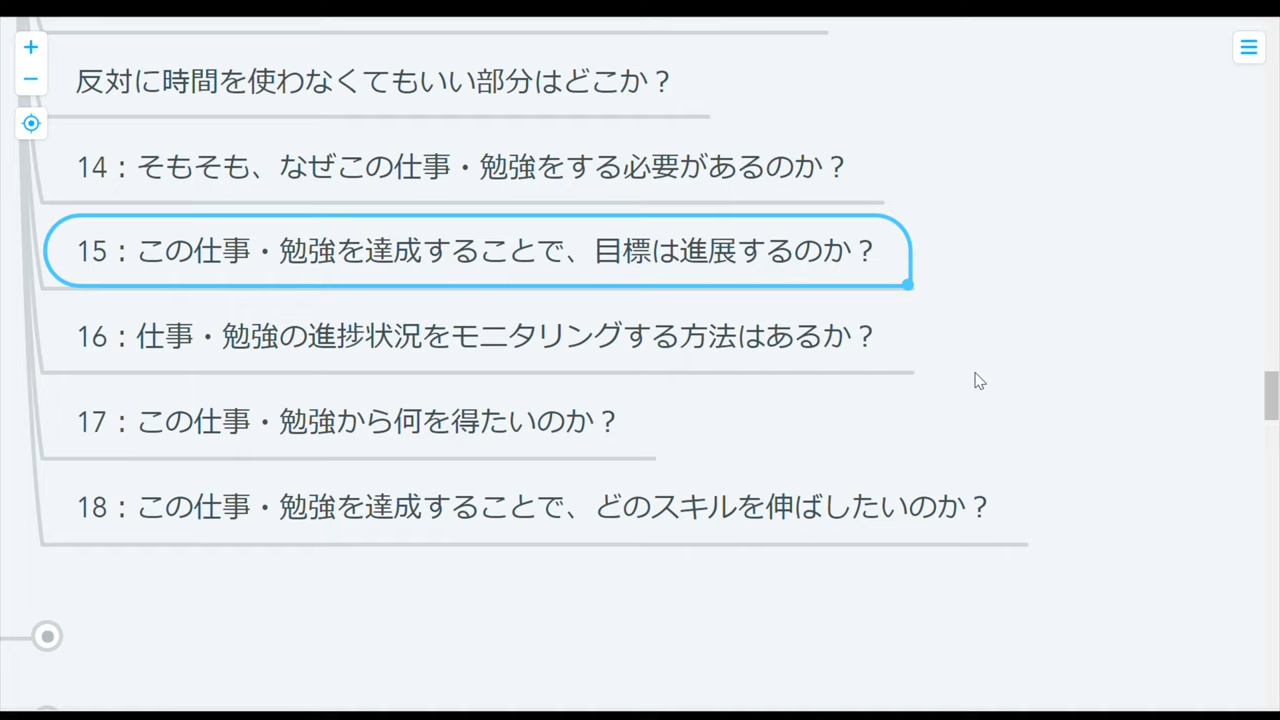 反対に時間を使わなくてもいい部分はどこか？
14：そもそも、なぜこの仕事・勉強をする必要があるのか？
15：この仕事・勉強を達成することで、目標は進展するのか？
16：仕事・勉強の進捗状況をモニタリングする方法はあるか？
17：この仕事・勉強から何を得たいのか？
18：この仕事・勉強を達成することで、どのスキルを伸ばしたいのか？